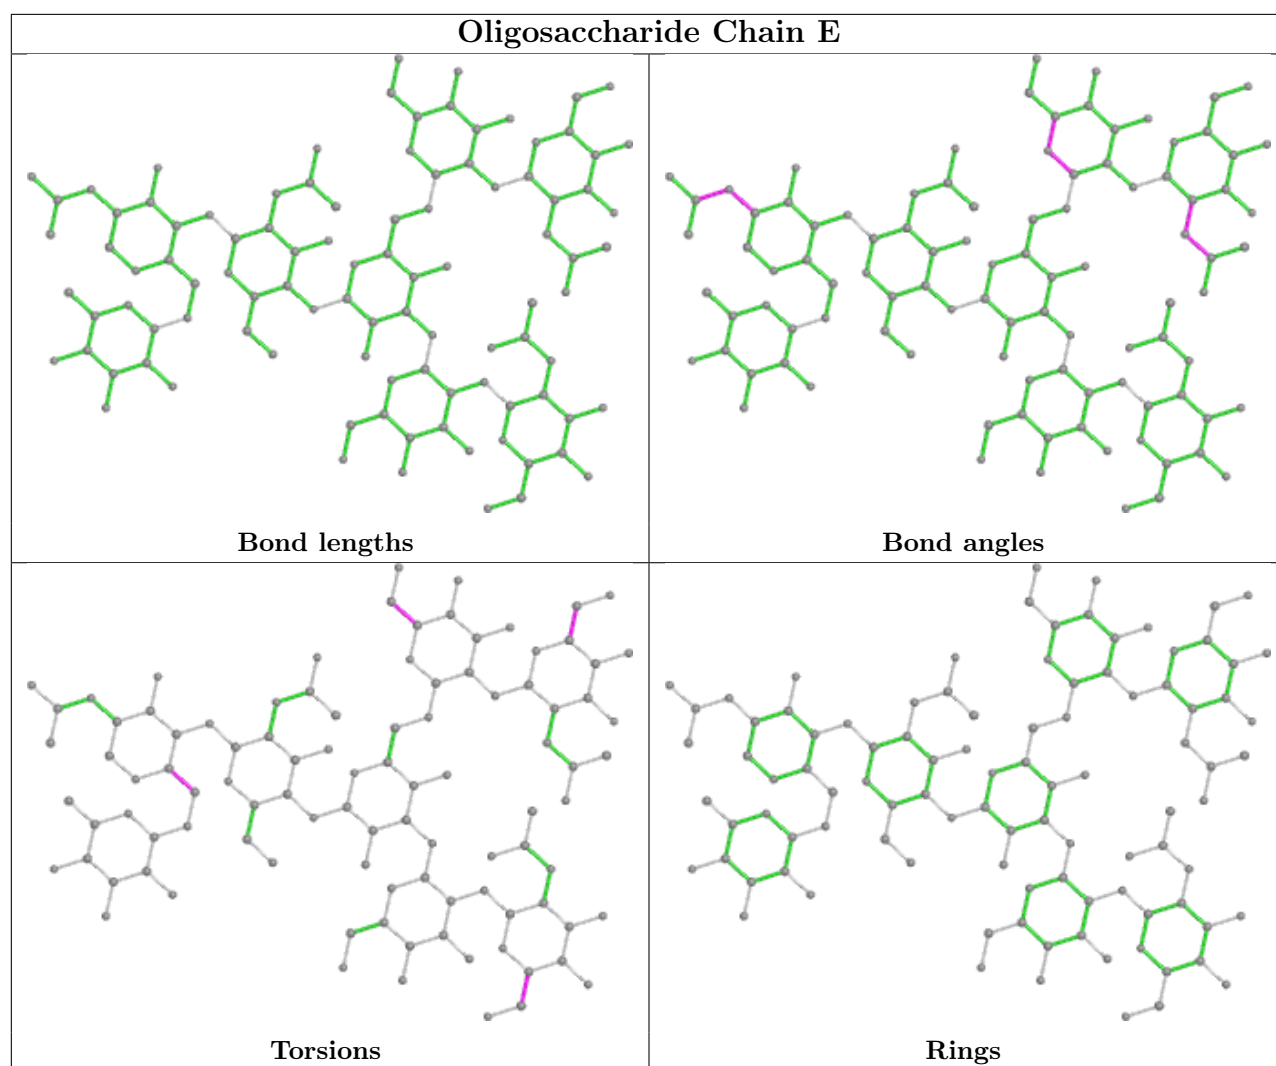 Oligosaccharide Chain E
Bond lengths
Bond angles
Torsions
Rings